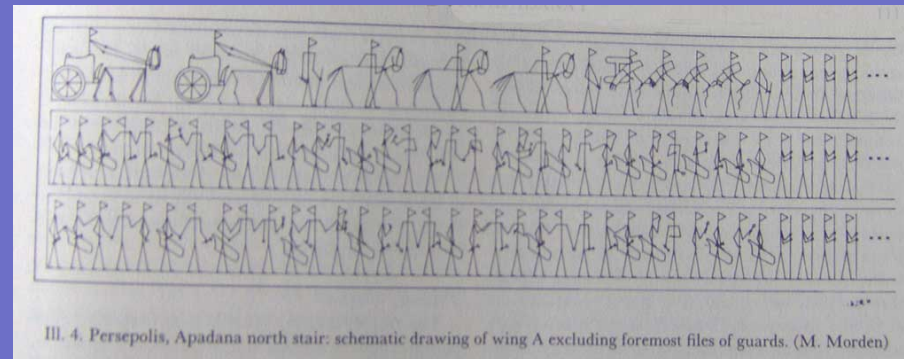 Ill. 4. Persepolis, Apadana north stair: schematic drawing of wing A excluding foremost files of guards. (M. Morden)